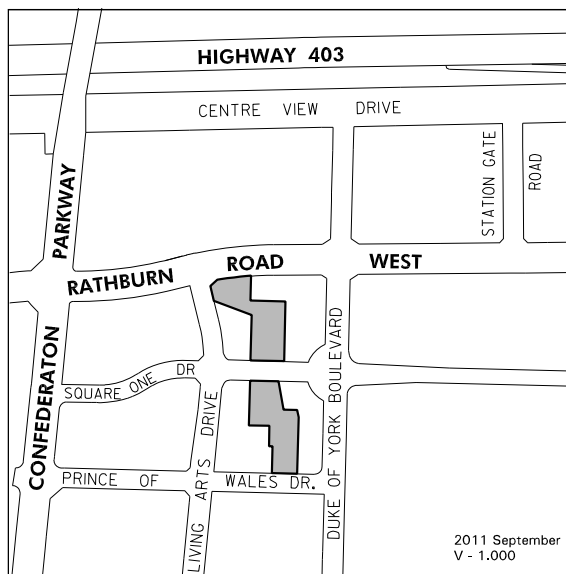 HIGHWAY 403
CENTRE VIEW DRIVE
STATION GATE ROAD
CONFEDERATON PARKWAY
RATHBURN ROAD WEST
SQUARE ONE DR
LIVING ARTS DRIVE
DUKE OF YORK BOULEVARD
PRINCE OF WALES DR.
2011 September
V - 1.000